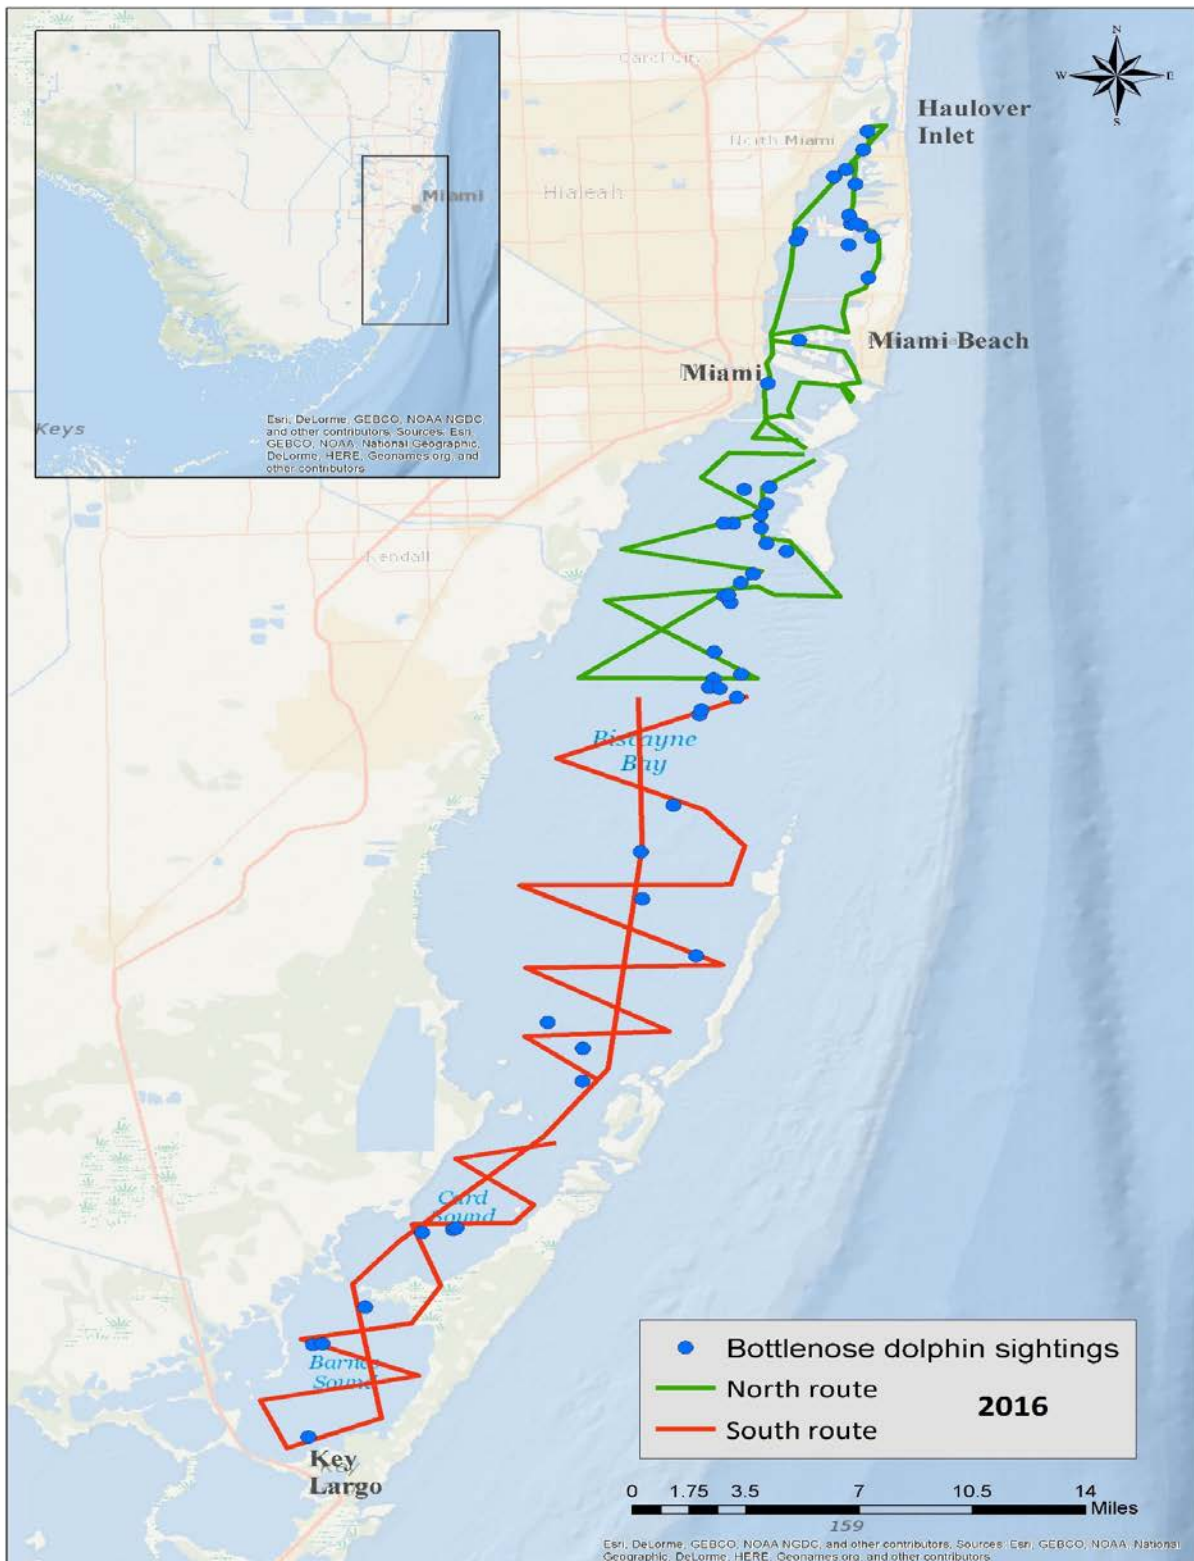 Carol City
N
W E
S
Haulover
Inlet
North Miami
Hialeah
Miami
Miami Beach
Miami
Esri, DeLorme, GEBCO, NOAA NGDC,
and other contributors, Sources: Esri,
GEBCO, NOAA, National Geographic,
DeLorme, HERE, Geonames.org, and
other contributors
Keys
Kendall
Biscayne
Bay
Card
Sound
Barnes
Sound
Key
Largo
Bottlenose dolphin sightings
North route
South route
2016
0 1.75 3.5 7 10.5 14
Miles
159
Esri, DeLorme, GEBCO, NOAA NGDC, and other contributors, Sources: Esri, GEBCO, NOAA, National
Geographic, DeLorme, HERE, Geonames.org, and other contributors